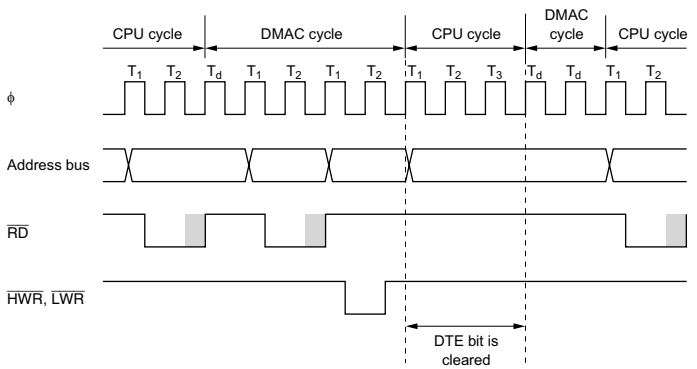 CPU cycle DMAC cycle CPU cycle DMAC cycle CPU cycle
T1 T2 Td T1 T2 T1 T2 T1 T2 T3 Td Td T1 T2
φ
Address bus
RD
HWR, LWR
DTE bit is
cleared